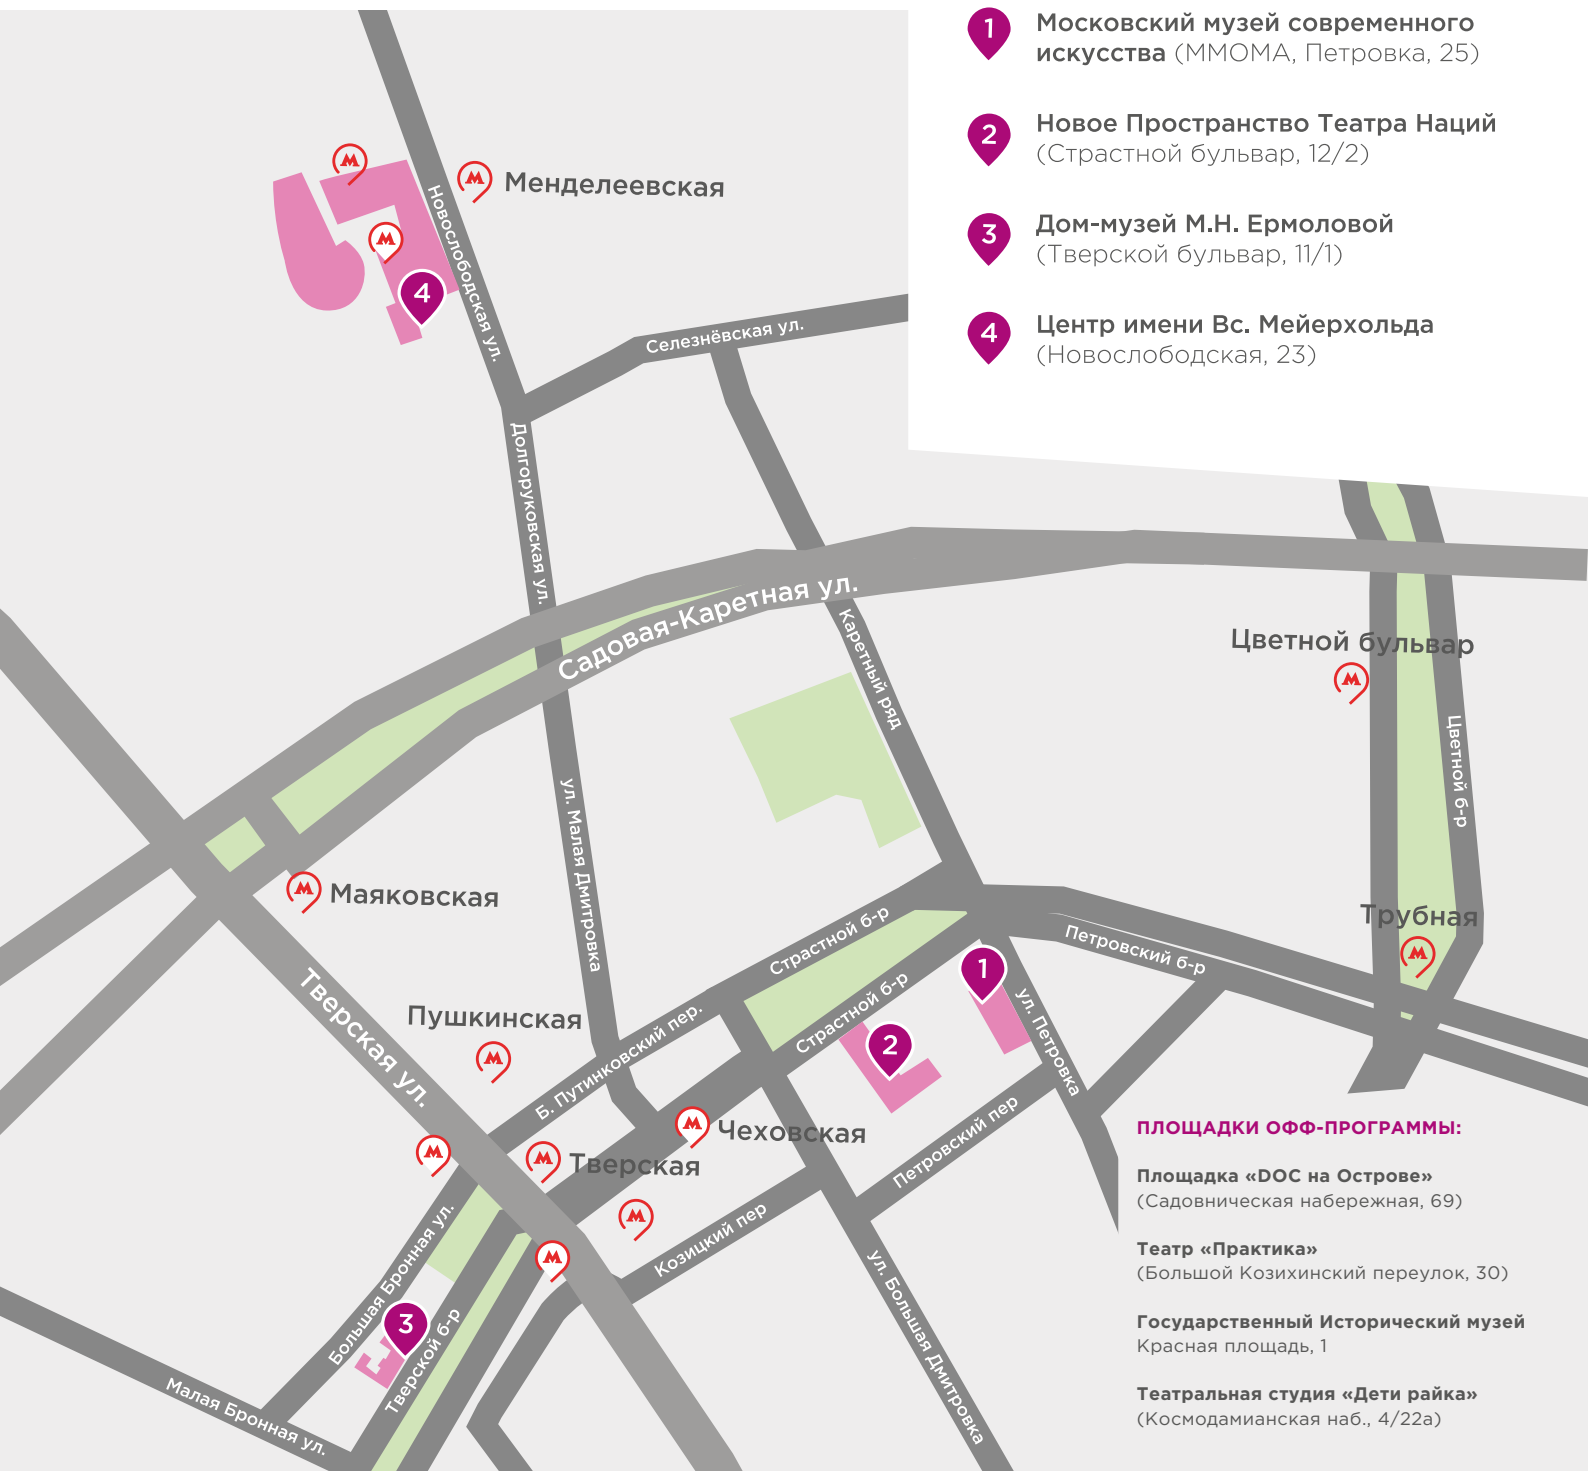 1
Московский музей современного
искусства (ММОМА, Петровка, 25)
2
Новое Пространство Театра Наций
(Страстной бульвар, 12/2)
3
Дом-музей М.Н. Ермоловой
(Тверской бульвар, 11/1)
4
Центр имени Вс. Мейерхольда
(Новослободская, 23)
М
М
Менделеевская
М
4
Новослободская ул.
Селезнёвская ул.
Долгоруковская ул.
Садовая-Каретная ул.
Каретный ряд
Цветной бульвар
М
Цветной б-р
ул. Малая Дмитровка
М
Маяковская
Трубная
М
Страстной б-р
Петровский б-р
1
Страстной б-р
ул. Петровка
Тверская ул.
Пушкинская
М
Б. Путинковский пер.
2
М
Чеховская
Петровский пер
М
М
Тверская
М
Козицкий пер
М
Большая Бронная ул.
3
Тверской б-р
Малая Бронная ул.
ул. Большая Дмитровка
ПЛОЩАДКИ ОФФ-ПРОГРАММЫ:
Площадка «DOC на Острове»
(Садовническая набережная, 69)
Театр «Практика»
(Большой Козихинский переулок, 30)
Государственный Исторический музей
Красная площадь, 1
Театральная студия «Дети райка»
(Космодамианская наб., 4/22а)